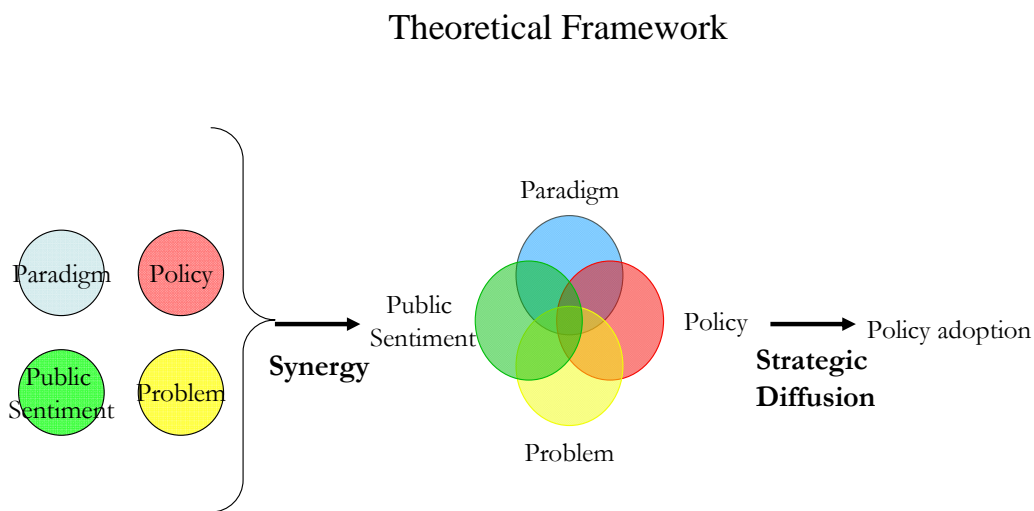 Theoretical Framework
Paradigm
Policy
Public
Sentiment
Problem
Synergy
Paradigm
Public
Sentiment
Policy
Problem
Strategic
Diffusion
Policy adoption